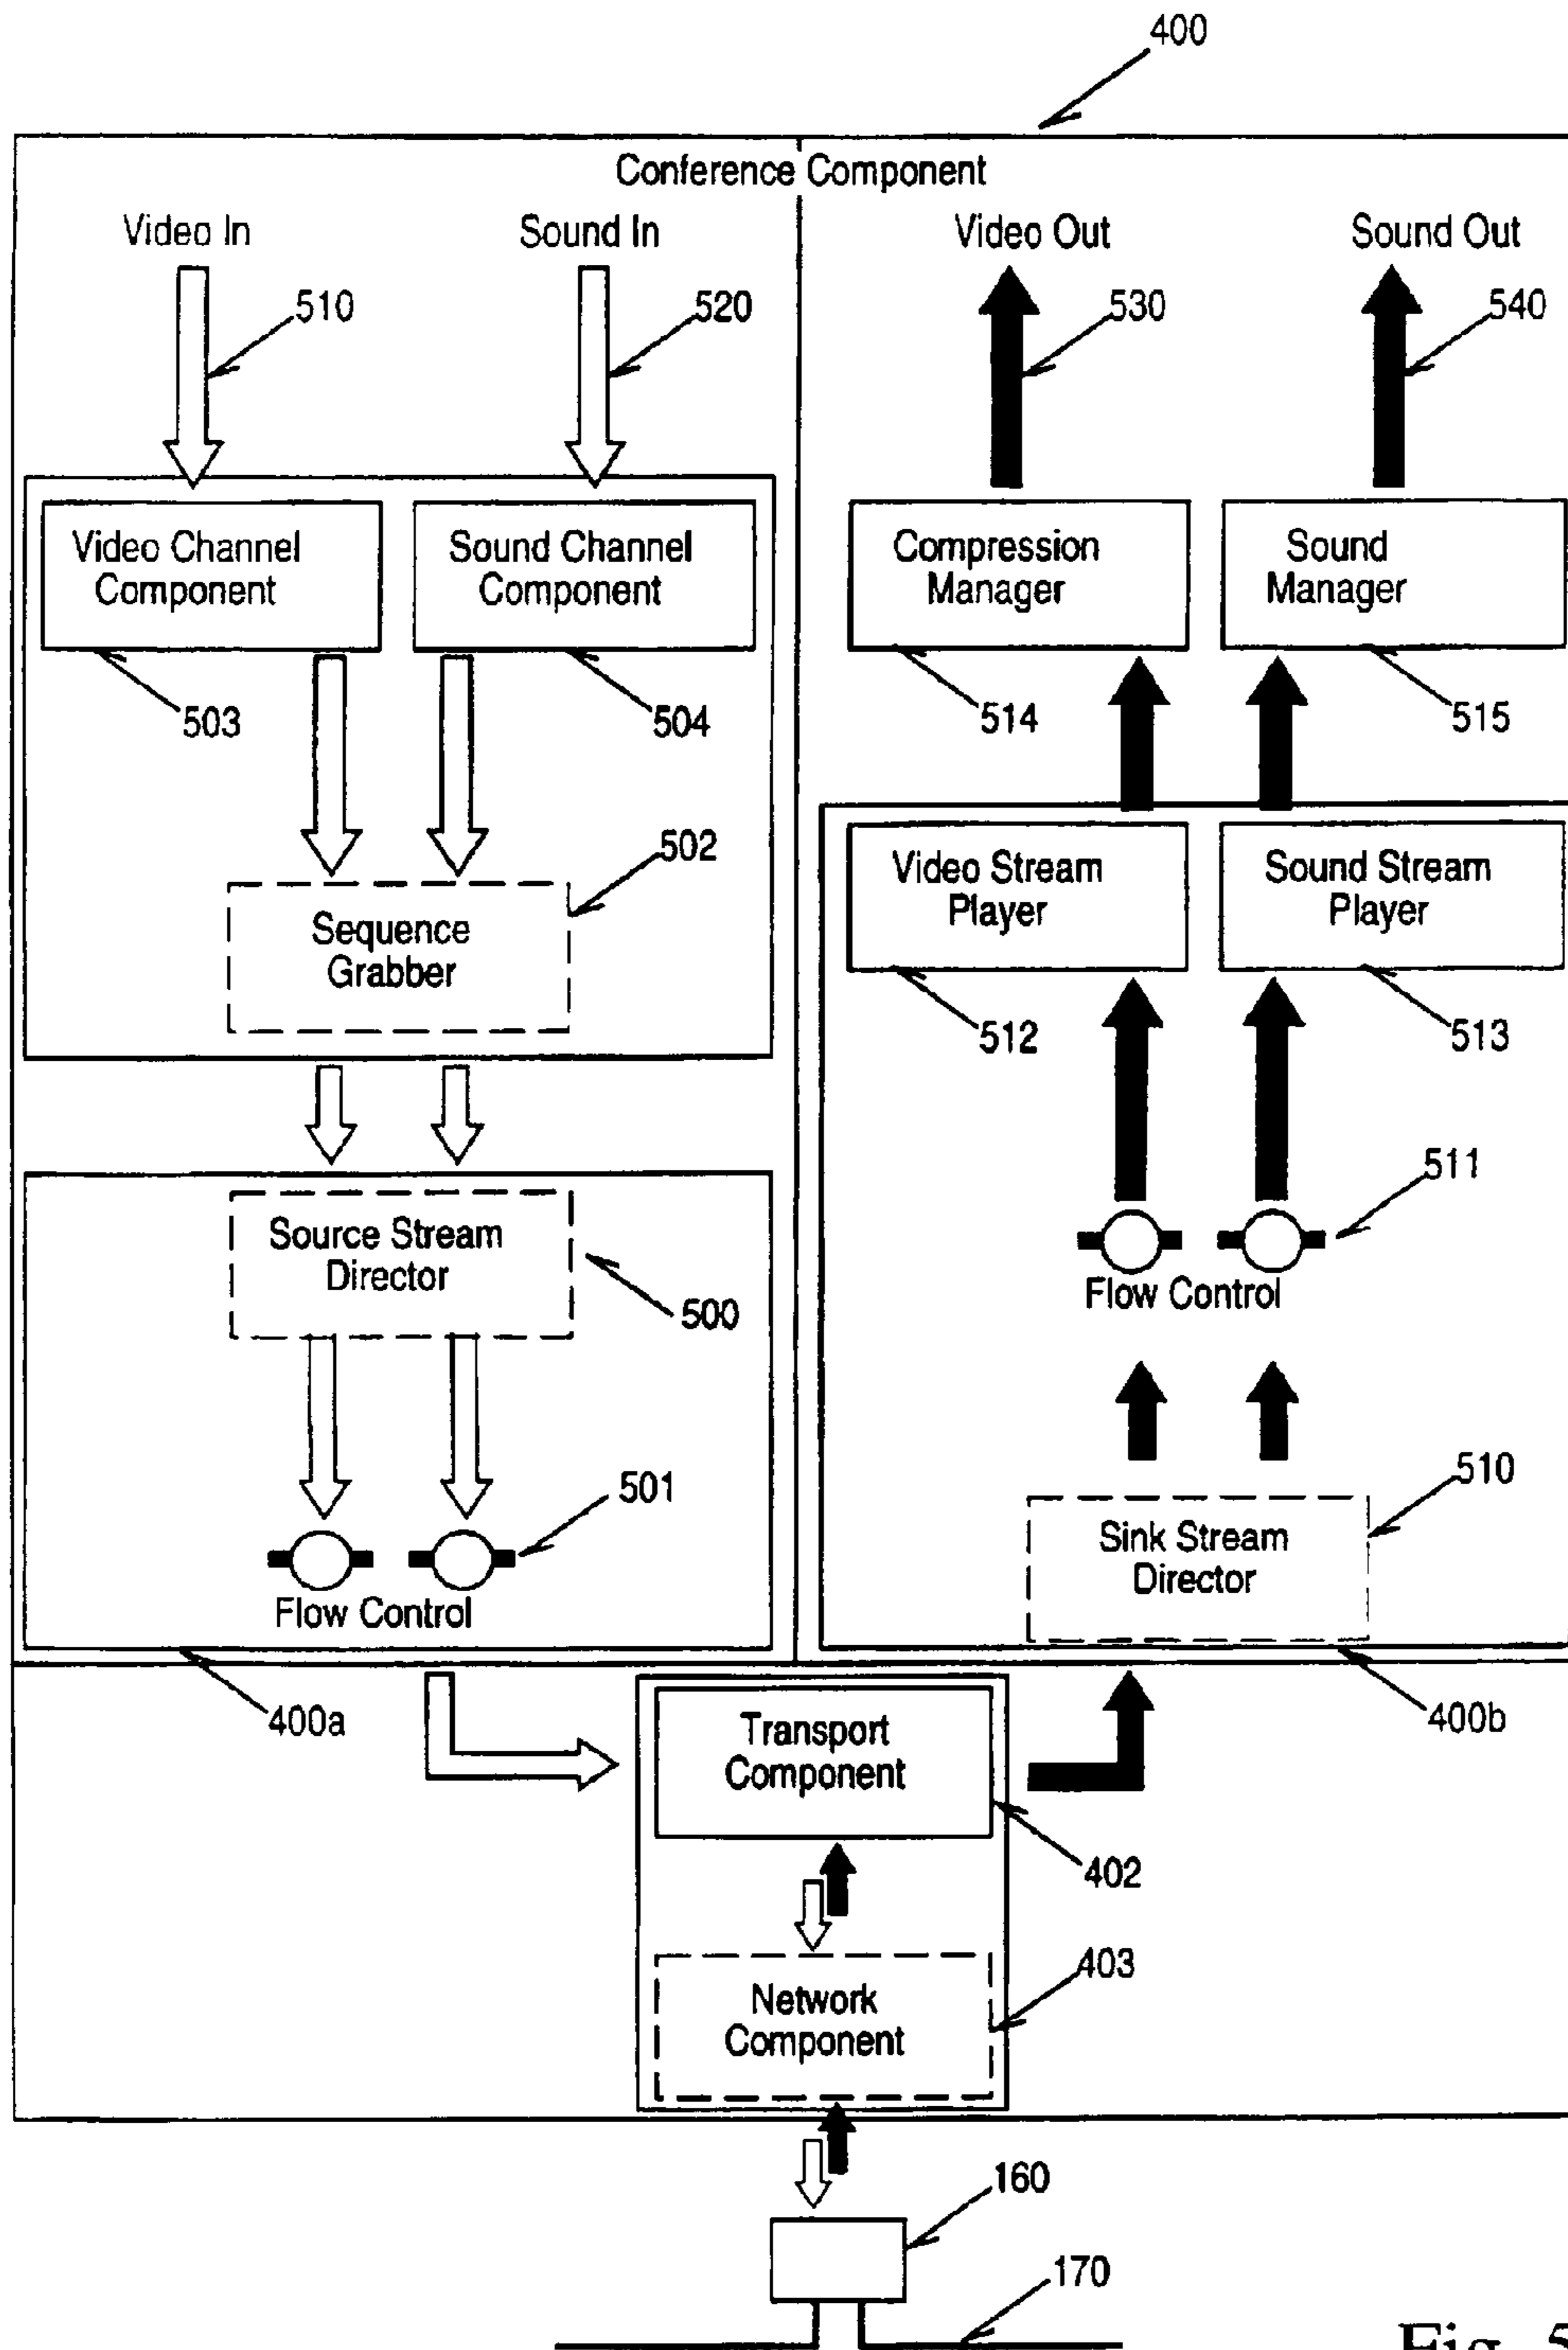 400
Conference Component
Video In
Sound In
Video Out
Sound Out
510
520
530
540
Video Channel
Component
Sound Channel
Component
Compression
Manager
Sound
Manager
503
504
514
515
502
Sequence
Grabber
Video Stream
Player
Sound Stream
Player
512
513
511
Source Stream
Director
500
Flow Control
501
Flow Control
510
Sink Stream
Director
400a
400b
Transport
Component
402
403
Network
Component
160
170
Fig. 5